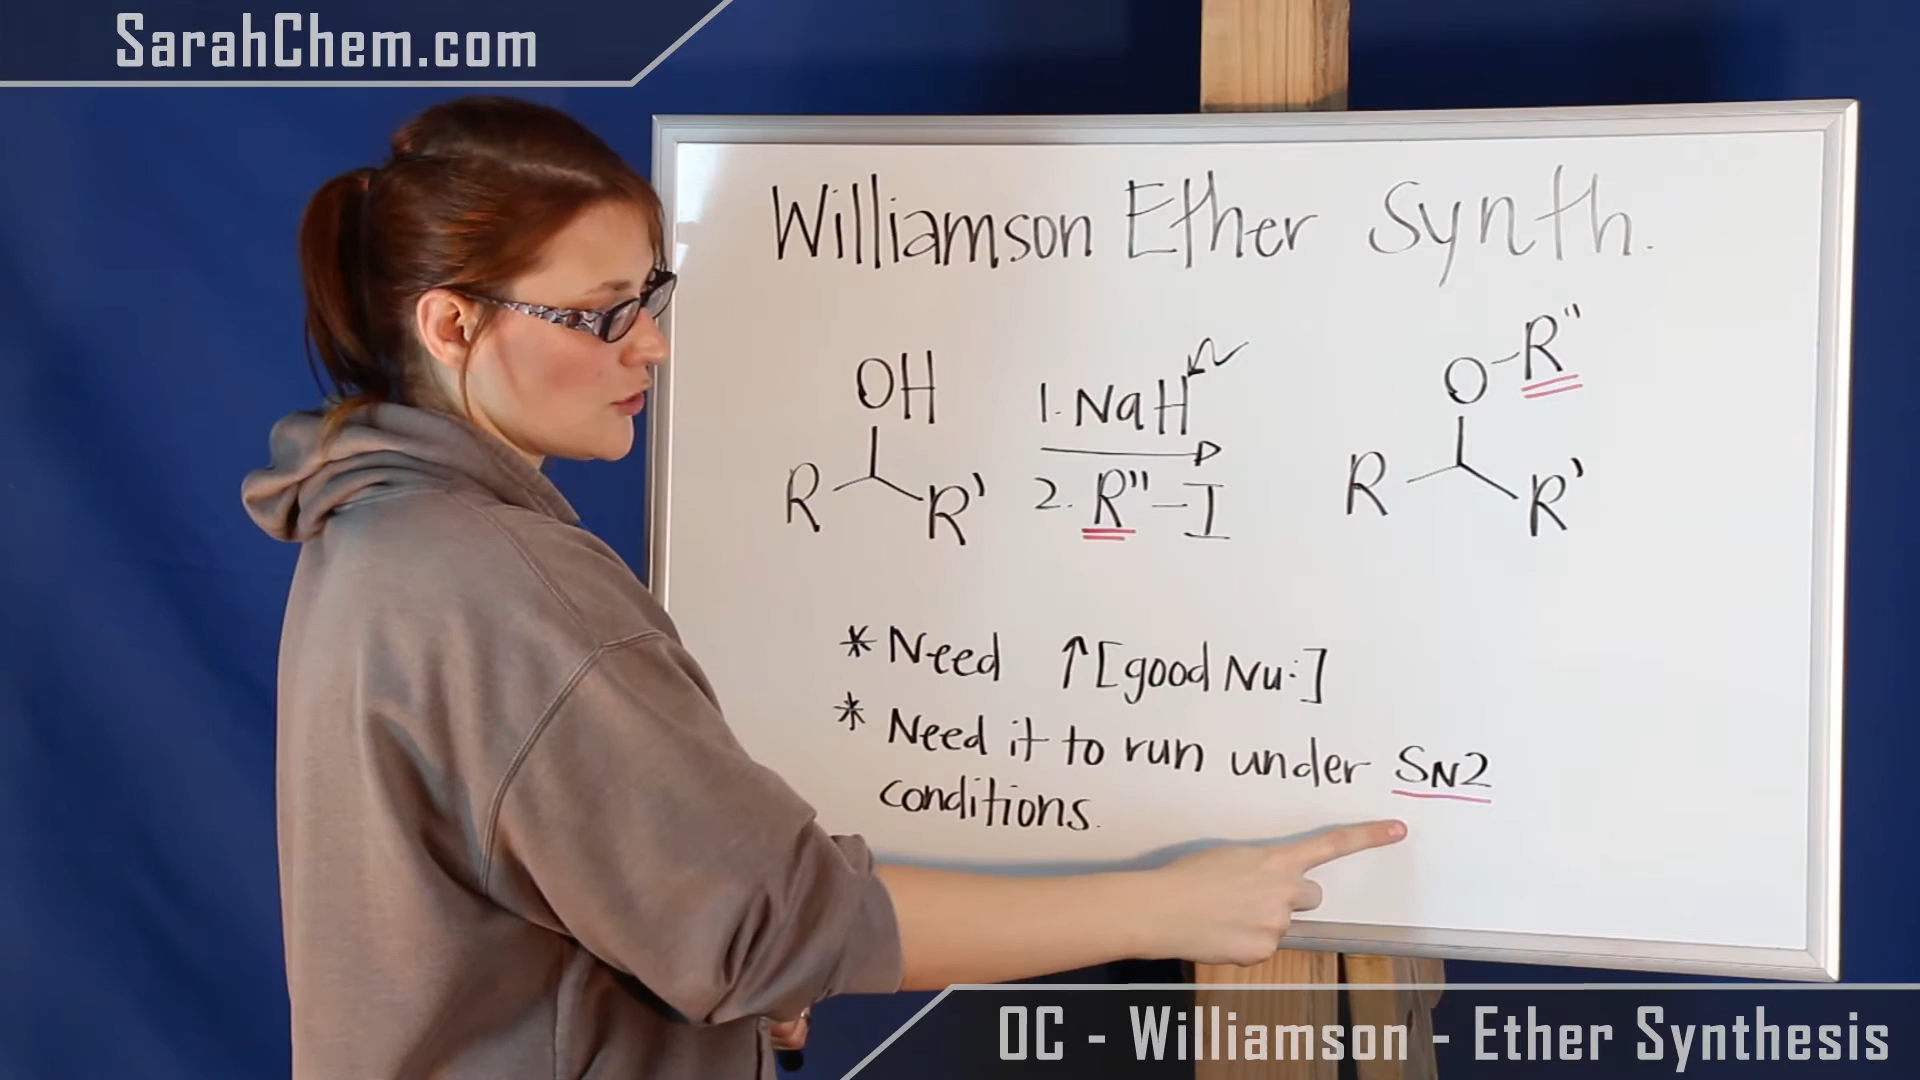 SarahChem.com
Williamson Ether Synth.
OH
R R'
1. NaH
2. R"-I
O-R"
R R'
* Need ↑[good Nu:]
* Need it to run under SN2
conditions.
OC - Williamson - Ether Synthesis